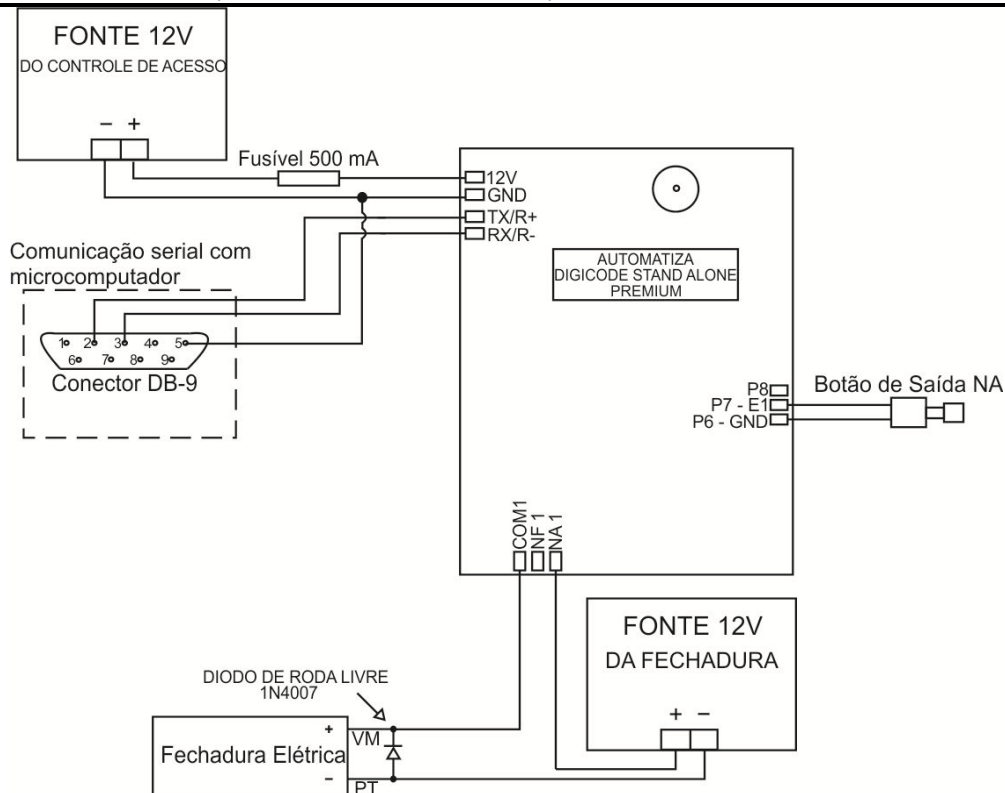 FONTE 12V
DO CONTROLE DE ACESSO
- +
Fusível 500 mA
12V
GND
TX/R+
RX/R-
Comunicação serial com
microcomputador
1 2 3 4 5
6 7 8 9
Conector DB-9
AUTOMATIZA
DIGICODE STAND ALONE
PREMIUM
P8
P7 - E1
P6 - GND
Botão de Saída NA
COM1
NF 1
NA 1
FONTE 12V
DA FECHADURA
+ -
DIODO DE RODA LIVRE
1N4007
+
VM
Fechadura Elétrica
-
PT